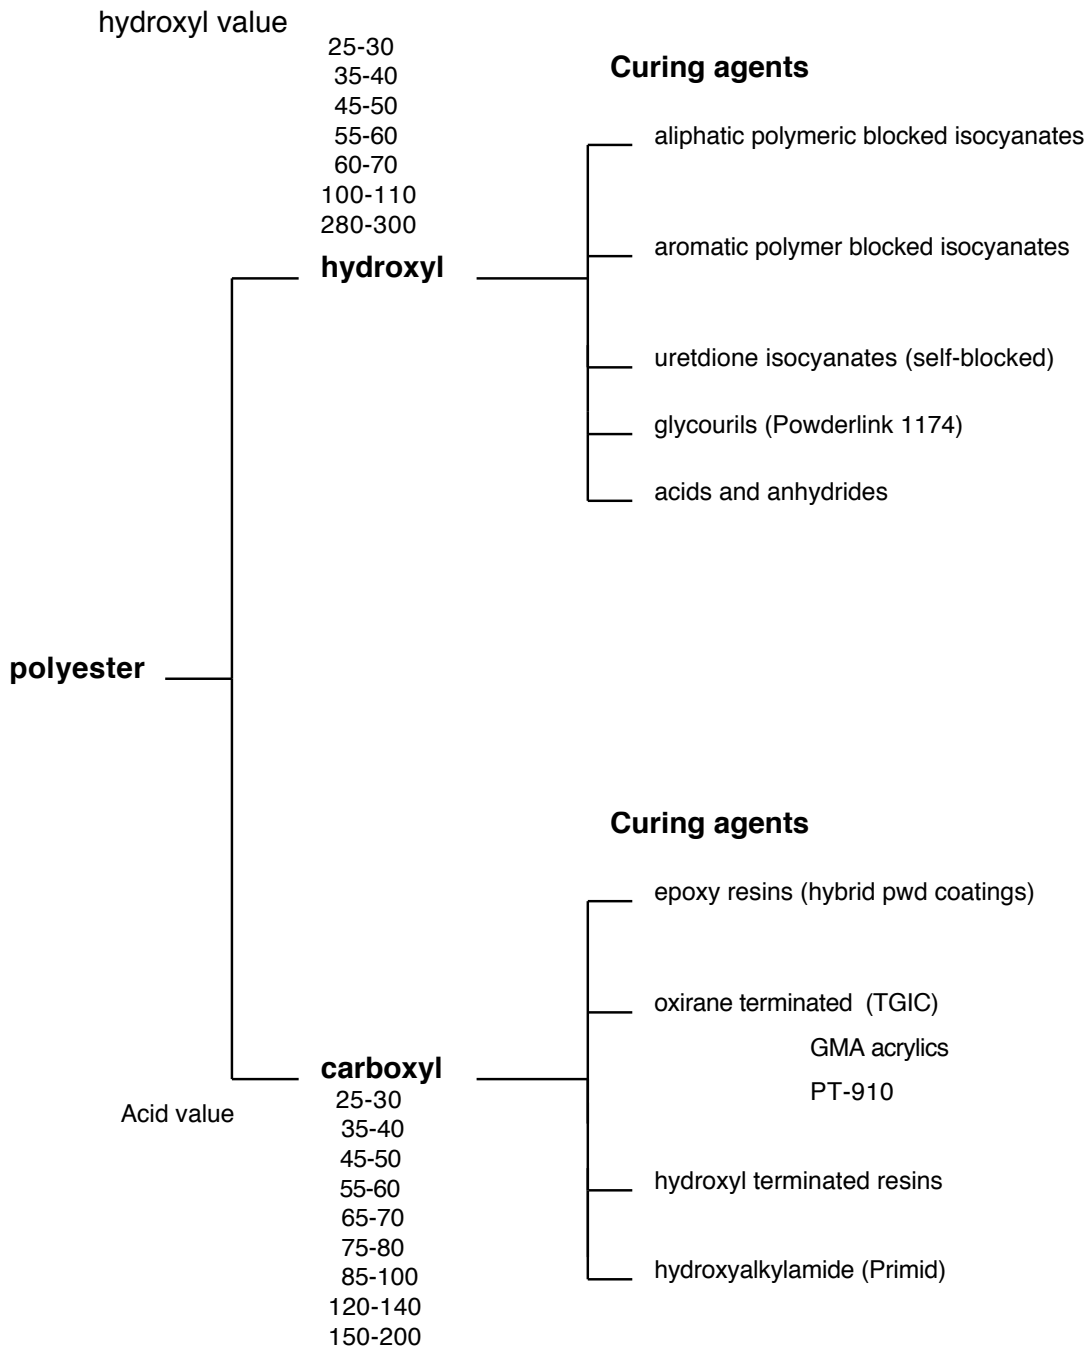 hydroxyl value
25-30
35-40
45-50
55-60
60-70
100-110
280-300
hydroxyl
Curing agents
aliphatic polymeric blocked isocyanates
aromatic polymer blocked isocyanates
uretdione isocyanates (self-blocked)
glycourils (Powderlink 1174)
acids and anhydrides
polyester
Curing agents
epoxy resins (hybrid pwd coatings)
oxirane terminated (TGIC)
GMA acrylics
PT-910
hydroxyl terminated resins
hydroxyalkylamide (Primid)
carboxyl
Acid value
25-30
35-40
45-50
55-60
65-70
75-80
85-100
120-140
150-200